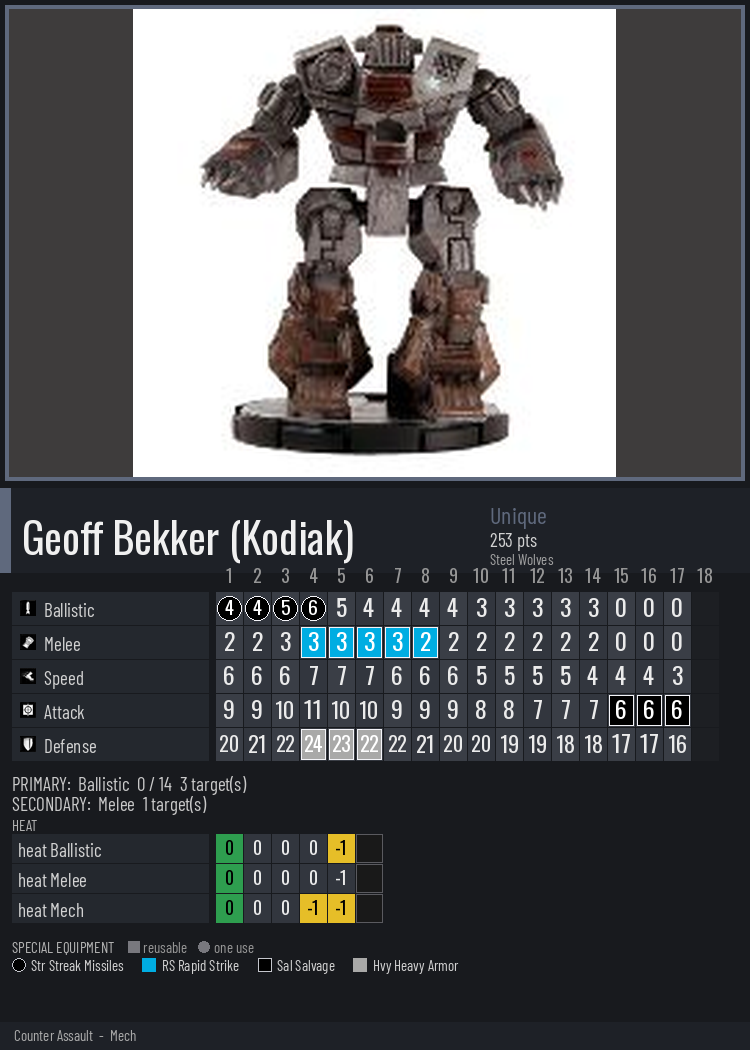 Geoff Bekker (Kodiak)
Unique
253 pts
Steel Wolves
1 2 3 4 5 6 7 8 9 10 11 12 13 14 15 16 17 18
Ballistic 4 4 5 6 5 4 4 4 4 3 3 3 3 3 0 0 0
Melee 2 2 3 3 3 3 3 2 2 2 2 2 2 2 0 0 0
Speed 6 6 6 7 7 7 6 6 6 5 5 5 5 4 4 4 3
Attack 9 9 10 11 10 10 9 9 9 8 8 7 7 7 6 6 6
Defense 20 21 22 24 23 22 22 21 20 20 19 19 18 18 17 17 16
PRIMARY: Ballistic 0 / 14 3 target(s)
SECONDARY: Melee 1 target(s)
HEAT
heat Ballistic 0 0 0 0 -1
heat Melee 0 0 0 0 -1
heat Mech 0 0 0 -1 -1
SPECIAL EQUIPMENT reusable one use
Str Streak Missiles RS Rapid Strike Sal Salvage Hvy Heavy Armor
Counter Assault - Mech